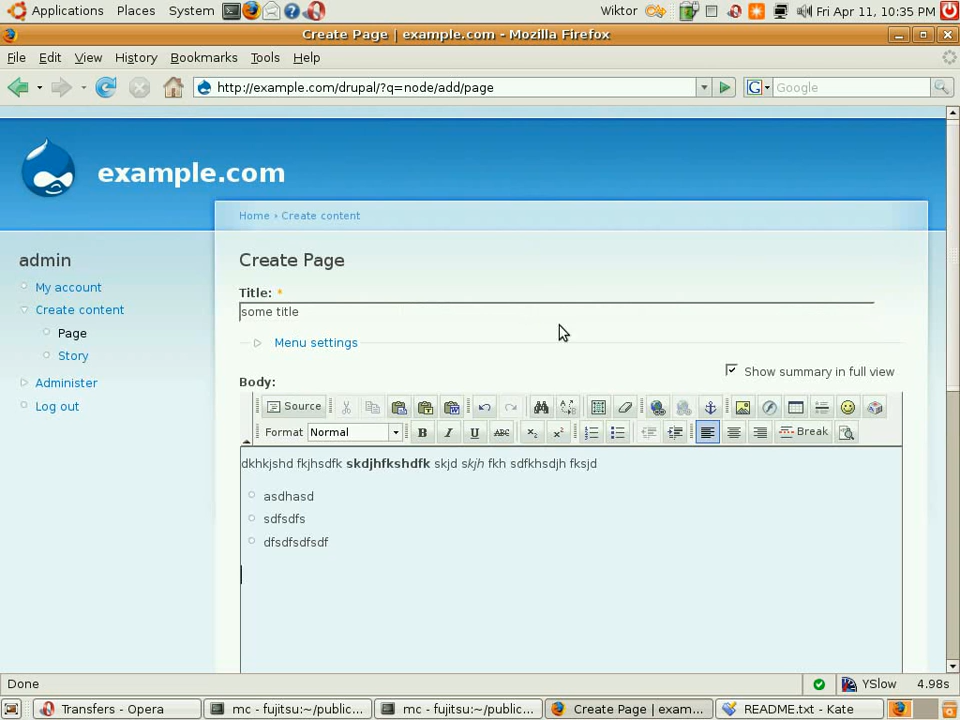 Applications Places System Wiktor Fri Apr 11, 10:35 PM
Create Page | example.com - Mozilla Firefox
File Edit View History Bookmarks Tools Help
http://example.com/drupal/?q=node/add/page G Google
example.com
Home › Create content
admin
My account
Create content
Page
Story
Administer
Log out
Create Page
Title: *
some title
Menu settings
Show summary in full view
Body:
Source
Format Normal B I U ABC x₂ x² Break
dkhkjshd fkjhsdfk skdjhfkshdfk skjd skjh fkh sdfkhsdjh fksjd
asdhasd
sdfsdfs
dfsdfsdfsdf
Done YSlow 4.98s
Transfers - Opera mc - fujitsu:~/public... mc - fujitsu:~/public... Create Page | exam... README.txt - Kate